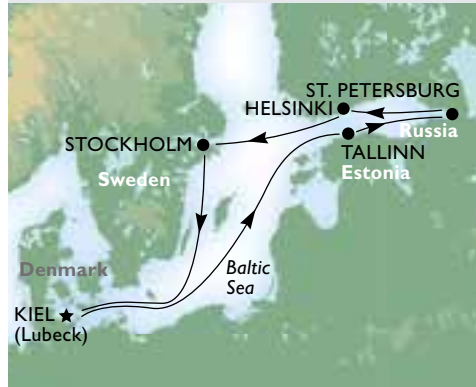 ST. PETERSBURG
HELSINKI
Russia
STOCKHOLM
TALLINN
Estonia
Sweden
Denmark
Baltic
Sea
KIEL
(Lubeck)